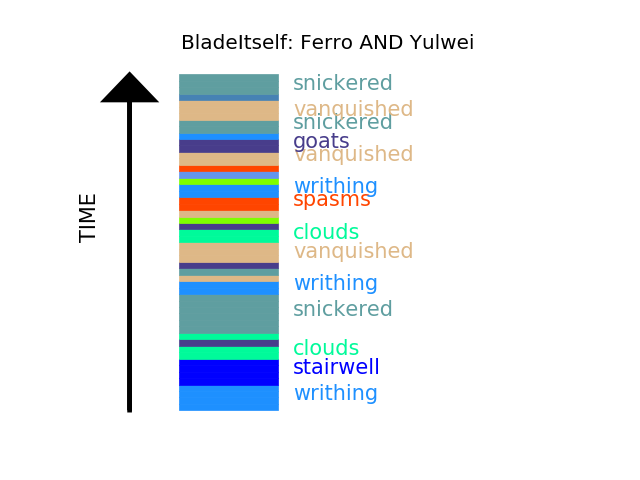 BladeItself: Ferro AND Yulwei
snickered
vanquished
snickered
goats
vanquished
writhing
spasms
clouds
vanquished
writhing
snickered
clouds
stairwell
writhing
TIME